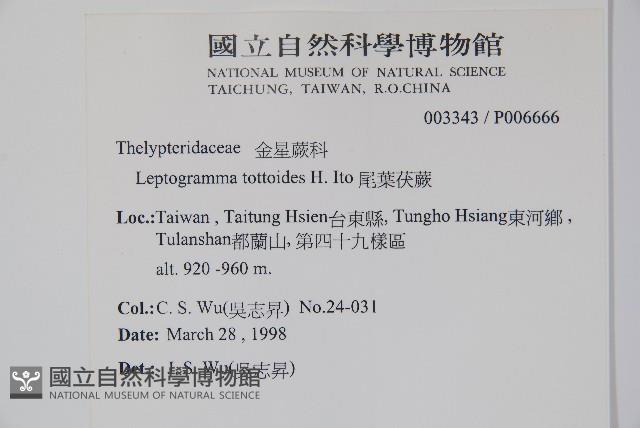 國立自然科學博物館
NATIONAL MUSEUM OF NATURAL SCIENCE
TAICHUNG, TAIWAN, R.O.CHINA
003343 / P006666
Thelypteridaceae 金星蕨科
Leptogramma tottoides H. Ito 尾葉茯蕨
Loc.:Taiwan , Taitung Hsien台東縣, Tungho Hsiang東河鄉 ,
Tulanshan都蘭山, 第四十九樣區
alt. 920 -960 m.
Col.: C. S. Wu(吳志昇) No.24-031
Date: March 28 , 1998
Det.: J. S. Wu(吳志昇)
國立自然科學博物館
NATIONAL MUSEUM OF NATURAL SCIENCE